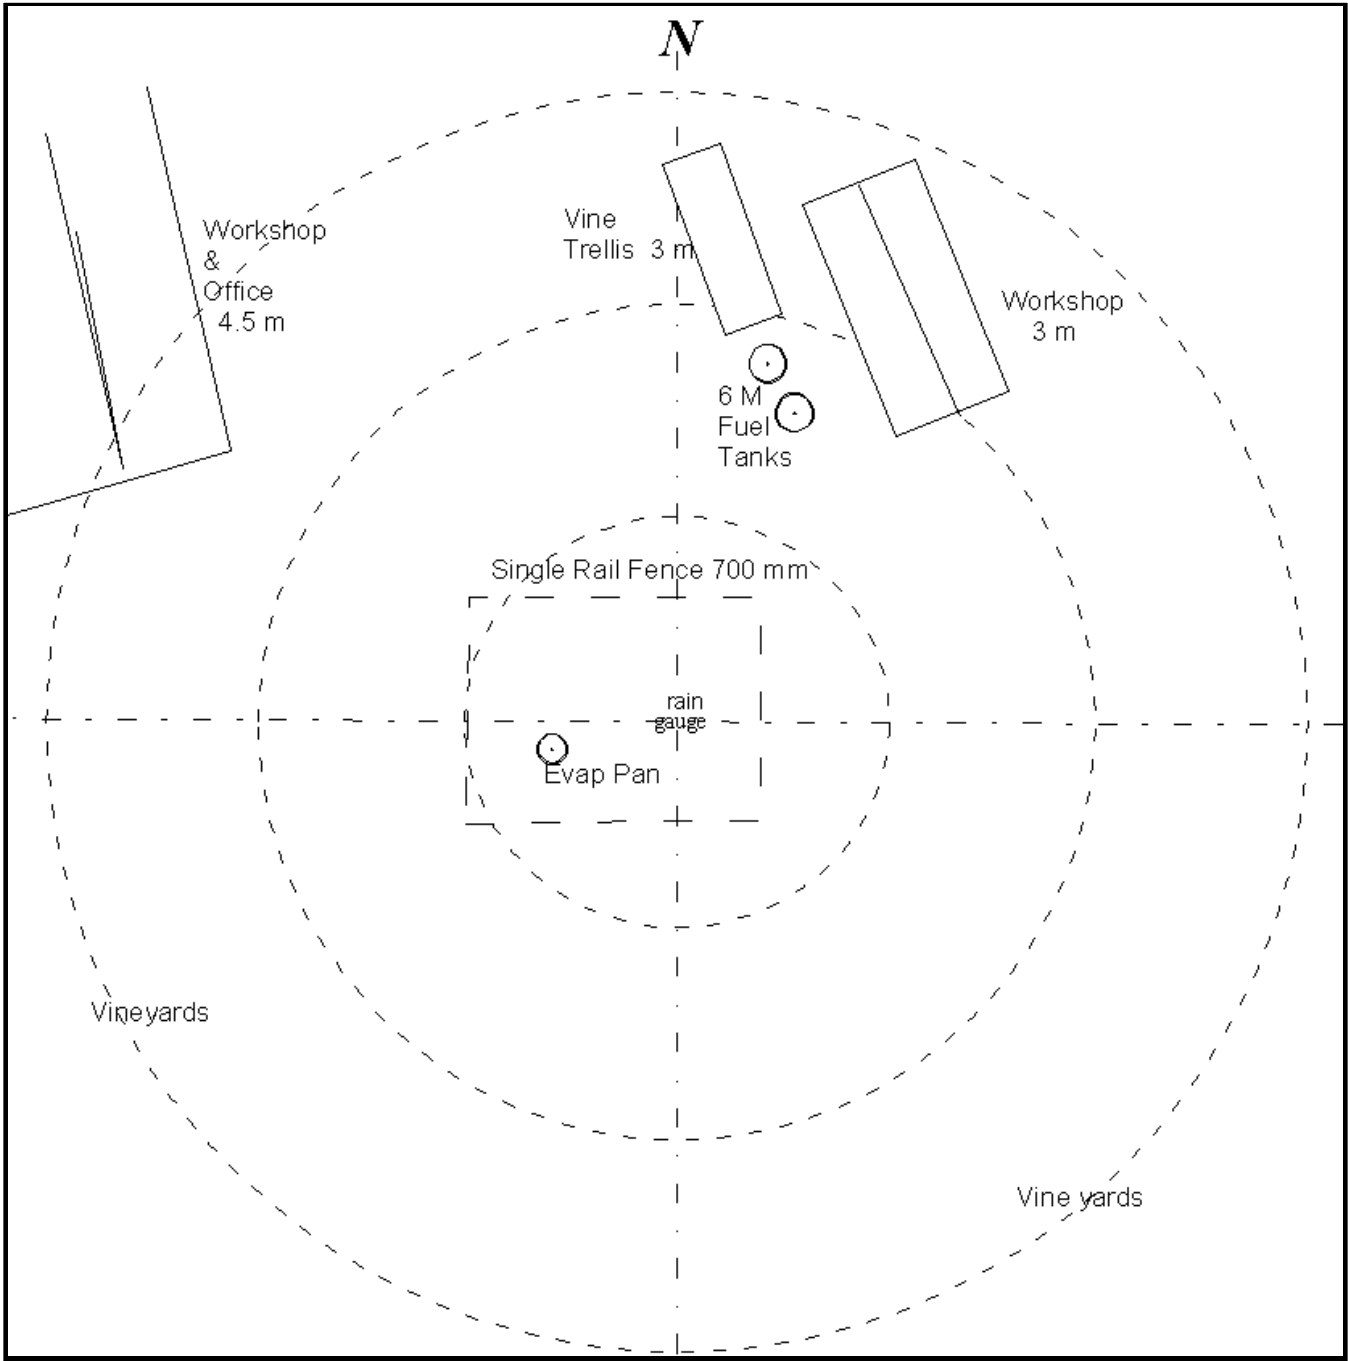 N
Vine
Trellis 3 m
Workshop
&
Office
4.5 m
Workshop
3 m
6 M
Fuel
Tanks
Single Rail Fence 700 mm
rain
gauge
Evap Pan
Vineyards
Vine yards